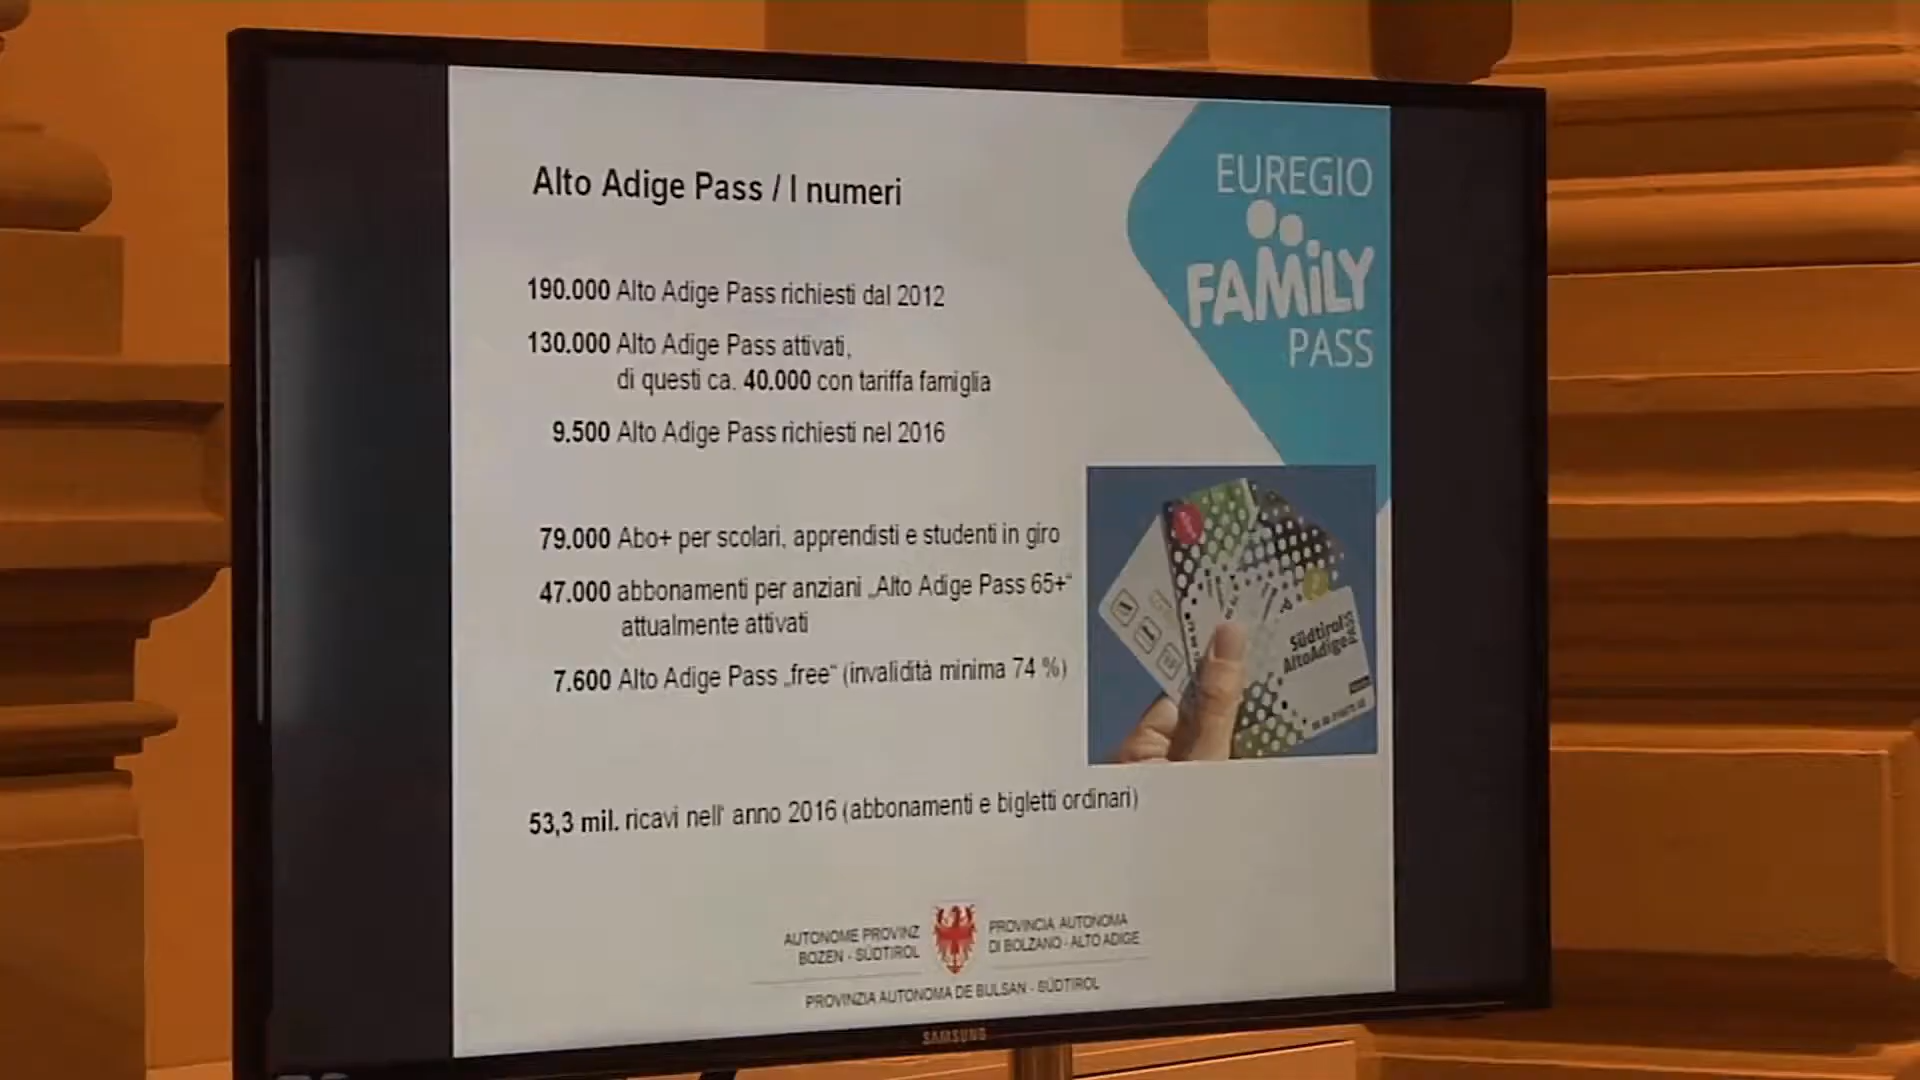 Alto Adige Pass / I numeri
EUREGIO
FAMiLY
PASS
190.000 Alto Adige Pass richiesti dal 2012
130.000 Alto Adige Pass attivati,
di questi ca. 40.000 con tariffa famiglia
9.500 Alto Adige Pass richiesti nel 2016
79.000 Abo+ per scolari, apprendisti e studenti in giro
47.000 abbonamenti per anziani „Alto Adige Pass 65+“
attualmente attivati
7.600 Alto Adige Pass „free“ (invalidità minima 74 %)
Südtirol
AltoAdige
PASS
53,3 mil. ricavi nell' anno 2016 (abbonamenti e biglietti ordinari)
AUTONOME PROVINZ
BOZEN - SÜDTIROL
PROVINCIA AUTONOMA
DI BOLZANO - ALTO ADIGE
PROVINZIA AUTONOMA DE BULSAN - SÜDTIROL
SAMSUNG